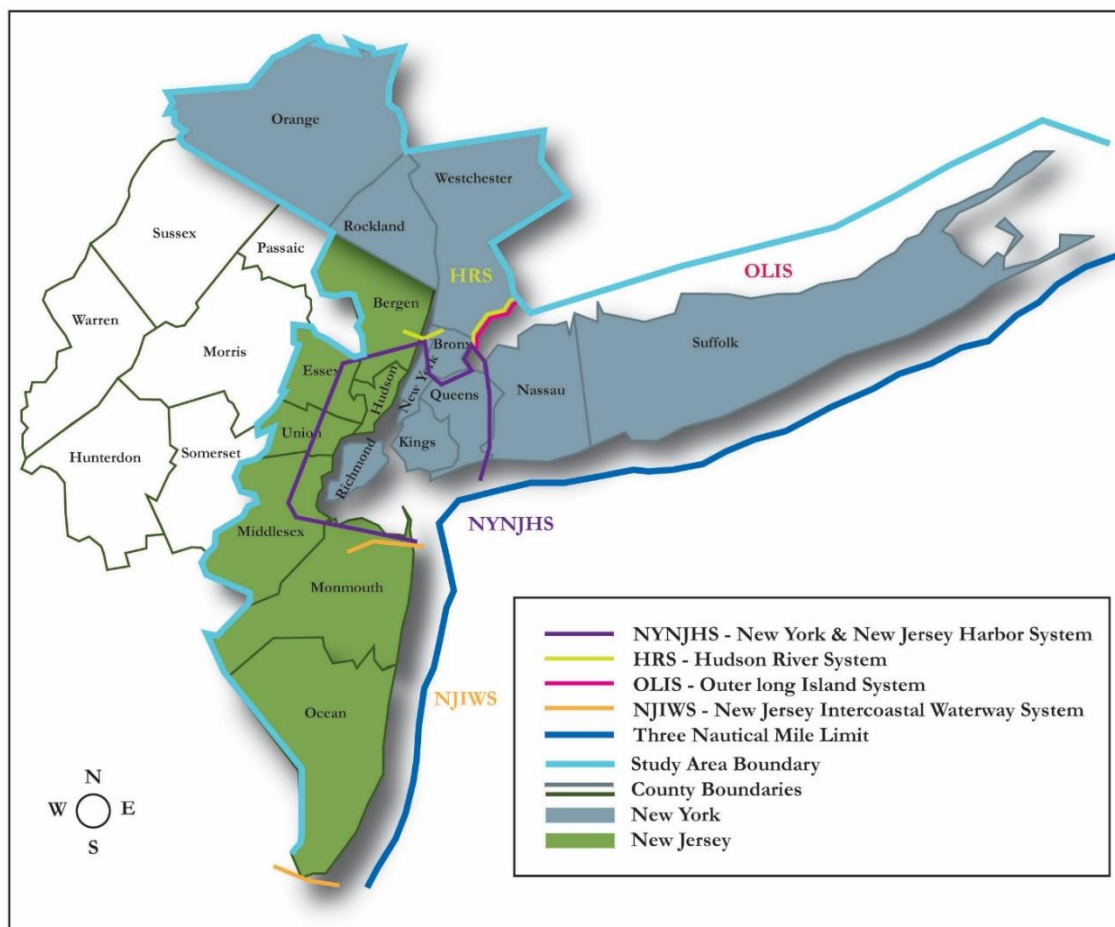 Orange
Westchester
Rockland
Sussex
Passaic
HRS
OLIS
Bergen
Warren
Bronx
Suffolk
Morris
Essex
Hudson
New York
Queens
Nassau
Union
Kings
Hunterdon
Somerset
Richmond
NYNJHS
Middlesex
Monmouth
NJIWS
Ocean
N
W
E
S
NYNJHS - New York & New Jersey Harbor System
HRS - Hudson River System
OLIS - Outer long Island System
NJIWS - New Jersey Intercoastal Waterway System
Three Nautical Mile Limit
Study Area Boundary
County Boundaries
New York
New Jersey